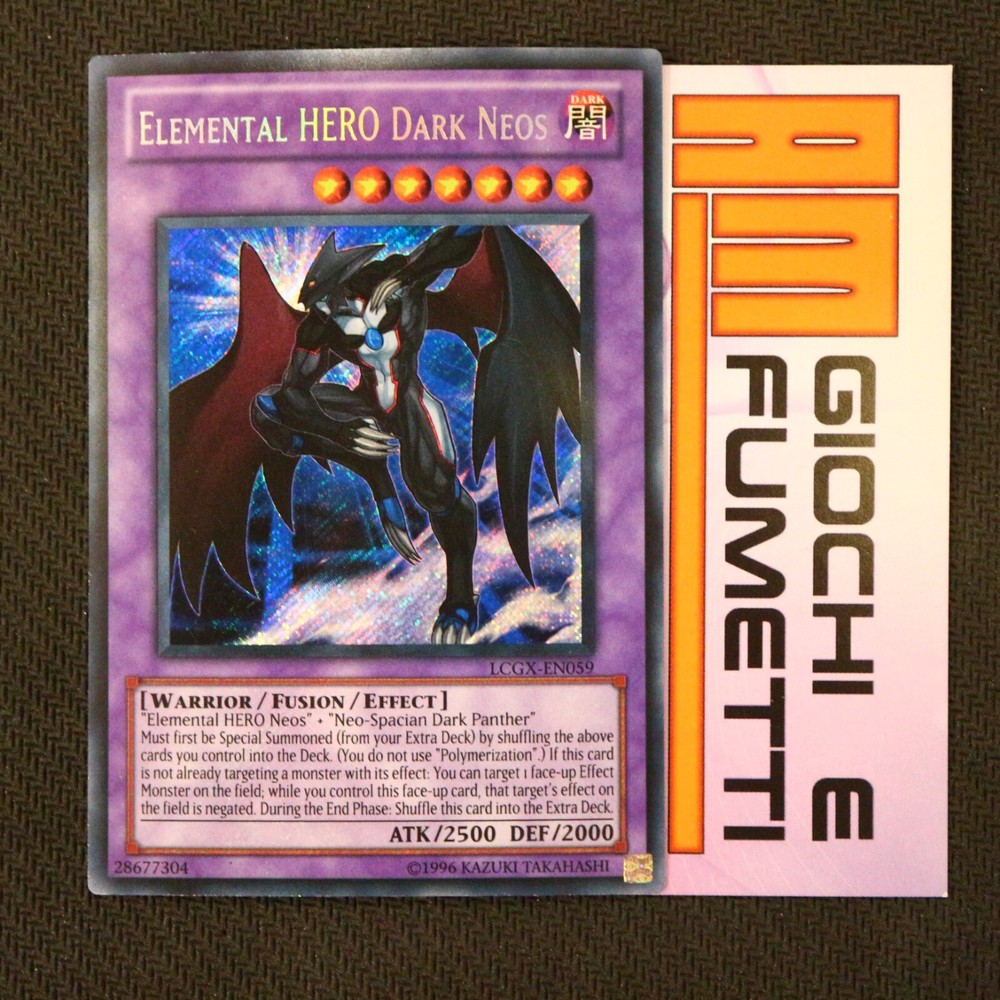 ELEMENTAL HERO DARK NEOS
DARK
闇
LCGX-EN059
[WARRIOR / FUSION / EFFECT]
"Elemental HERO Neos" + "Neo-Spacian Dark Panther"
Must first be Special Summoned (from your Extra Deck) by shuffling the above
cards you control into the Deck. (You do not use "Polymerization".) If this card
is not already targeting a monster with its effect: You can target 1 face-up Effect
Monster on the field; while you control this face-up card, that target's effect on
the field is negated. During the End Phase: Shuffle this card into the Extra Deck.
ATK/2500 DEF/2000
28677304
©1996 KAZUKI TAKAHASHI
GIOCHI E
FUMETTI